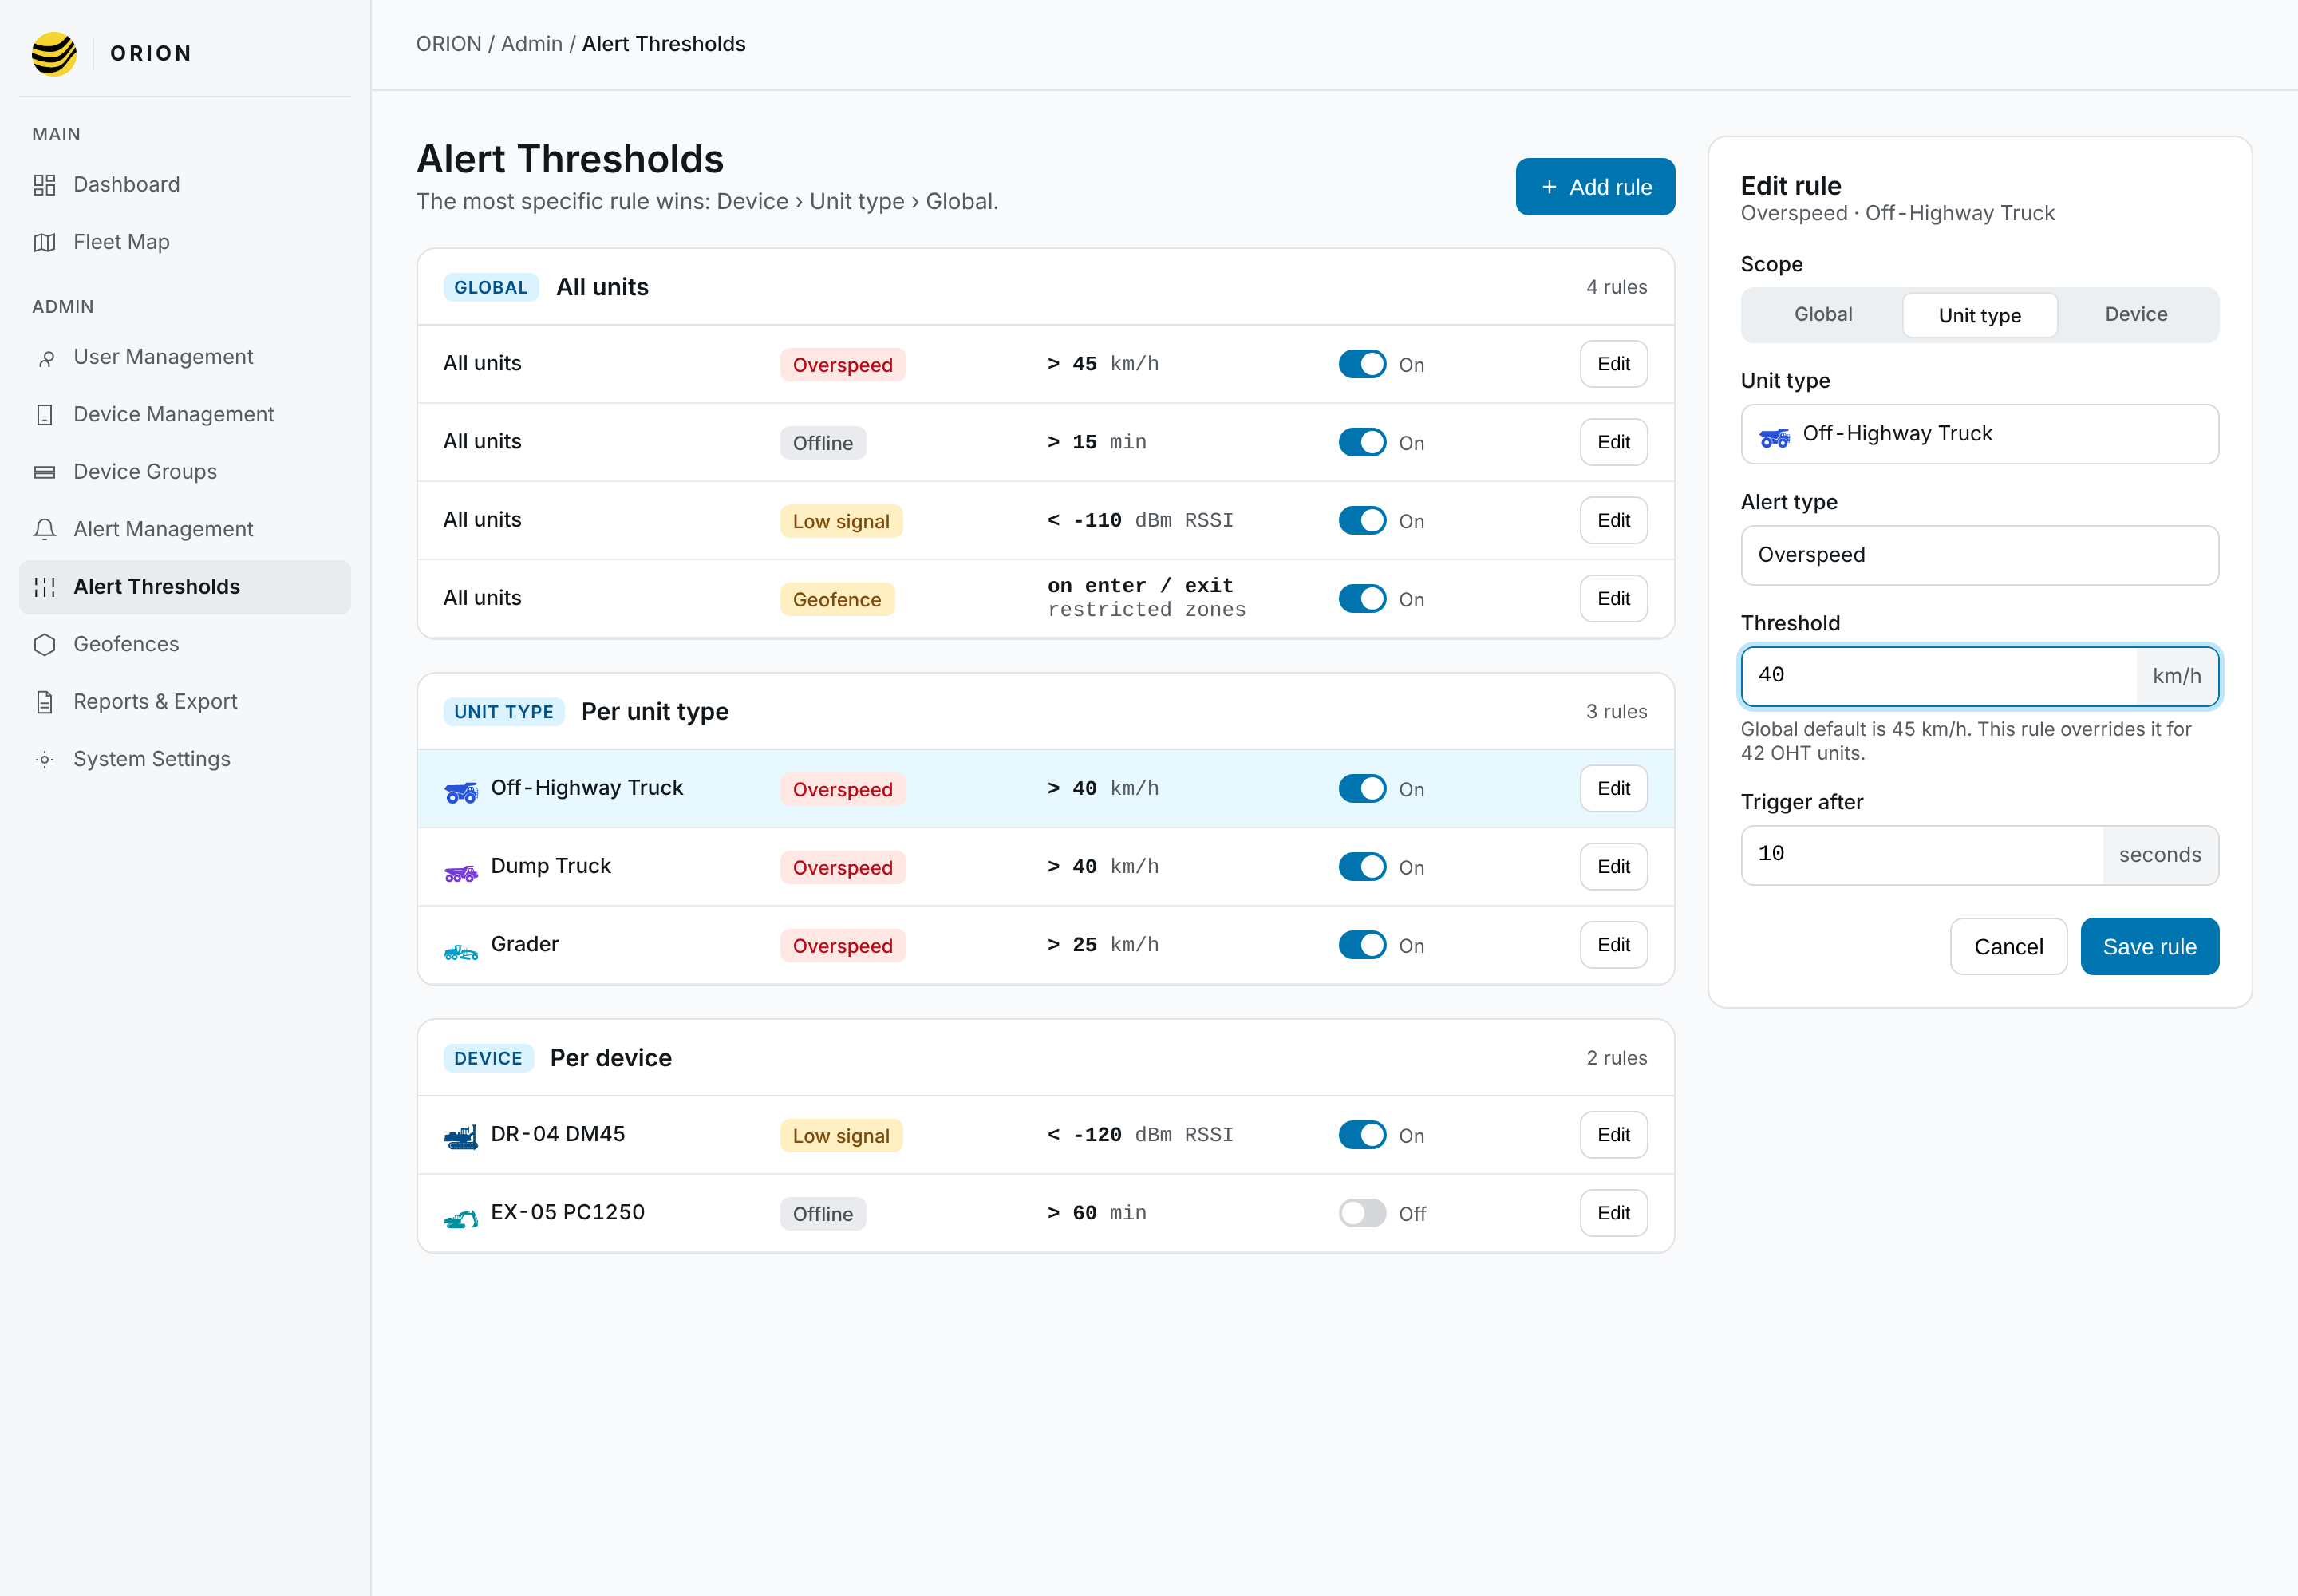 ORION
MAIN
Dashboard
Fleet Map
ADMIN
User Management
Device Management
Device Groups
Alert Management
Alert Thresholds
Geofences
Reports & Export
System Settings
ORION / Admin / Alert Thresholds
Alert Thresholds
The most specific rule wins: Device › Unit type › Global.
+ Add rule
GLOBAL All units 4 rules
All units Overspeed > 45 km/h On Edit
All units Offline > 15 min On Edit
All units Low signal < -110 dBm RSSI On Edit
All units Geofence on enter / exit restricted zones On Edit
UNIT TYPE Per unit type 3 rules
Off-Highway Truck Overspeed > 40 km/h On Edit
Dump Truck Overspeed > 40 km/h On Edit
Grader Overspeed > 25 km/h On Edit
DEVICE Per device 2 rules
DR-04 DM45 Low signal < -120 dBm RSSI On Edit
EX-05 PC1250 Offline > 60 min Off Edit
Edit rule
Overspeed · Off-Highway Truck
Scope
Global Unit type Device
Unit type
Off-Highway Truck
Alert type
Overspeed
Threshold
40 km/h
Global default is 45 km/h. This rule overrides it for
42 OHT units.
Trigger after
10 seconds
Cancel Save rule